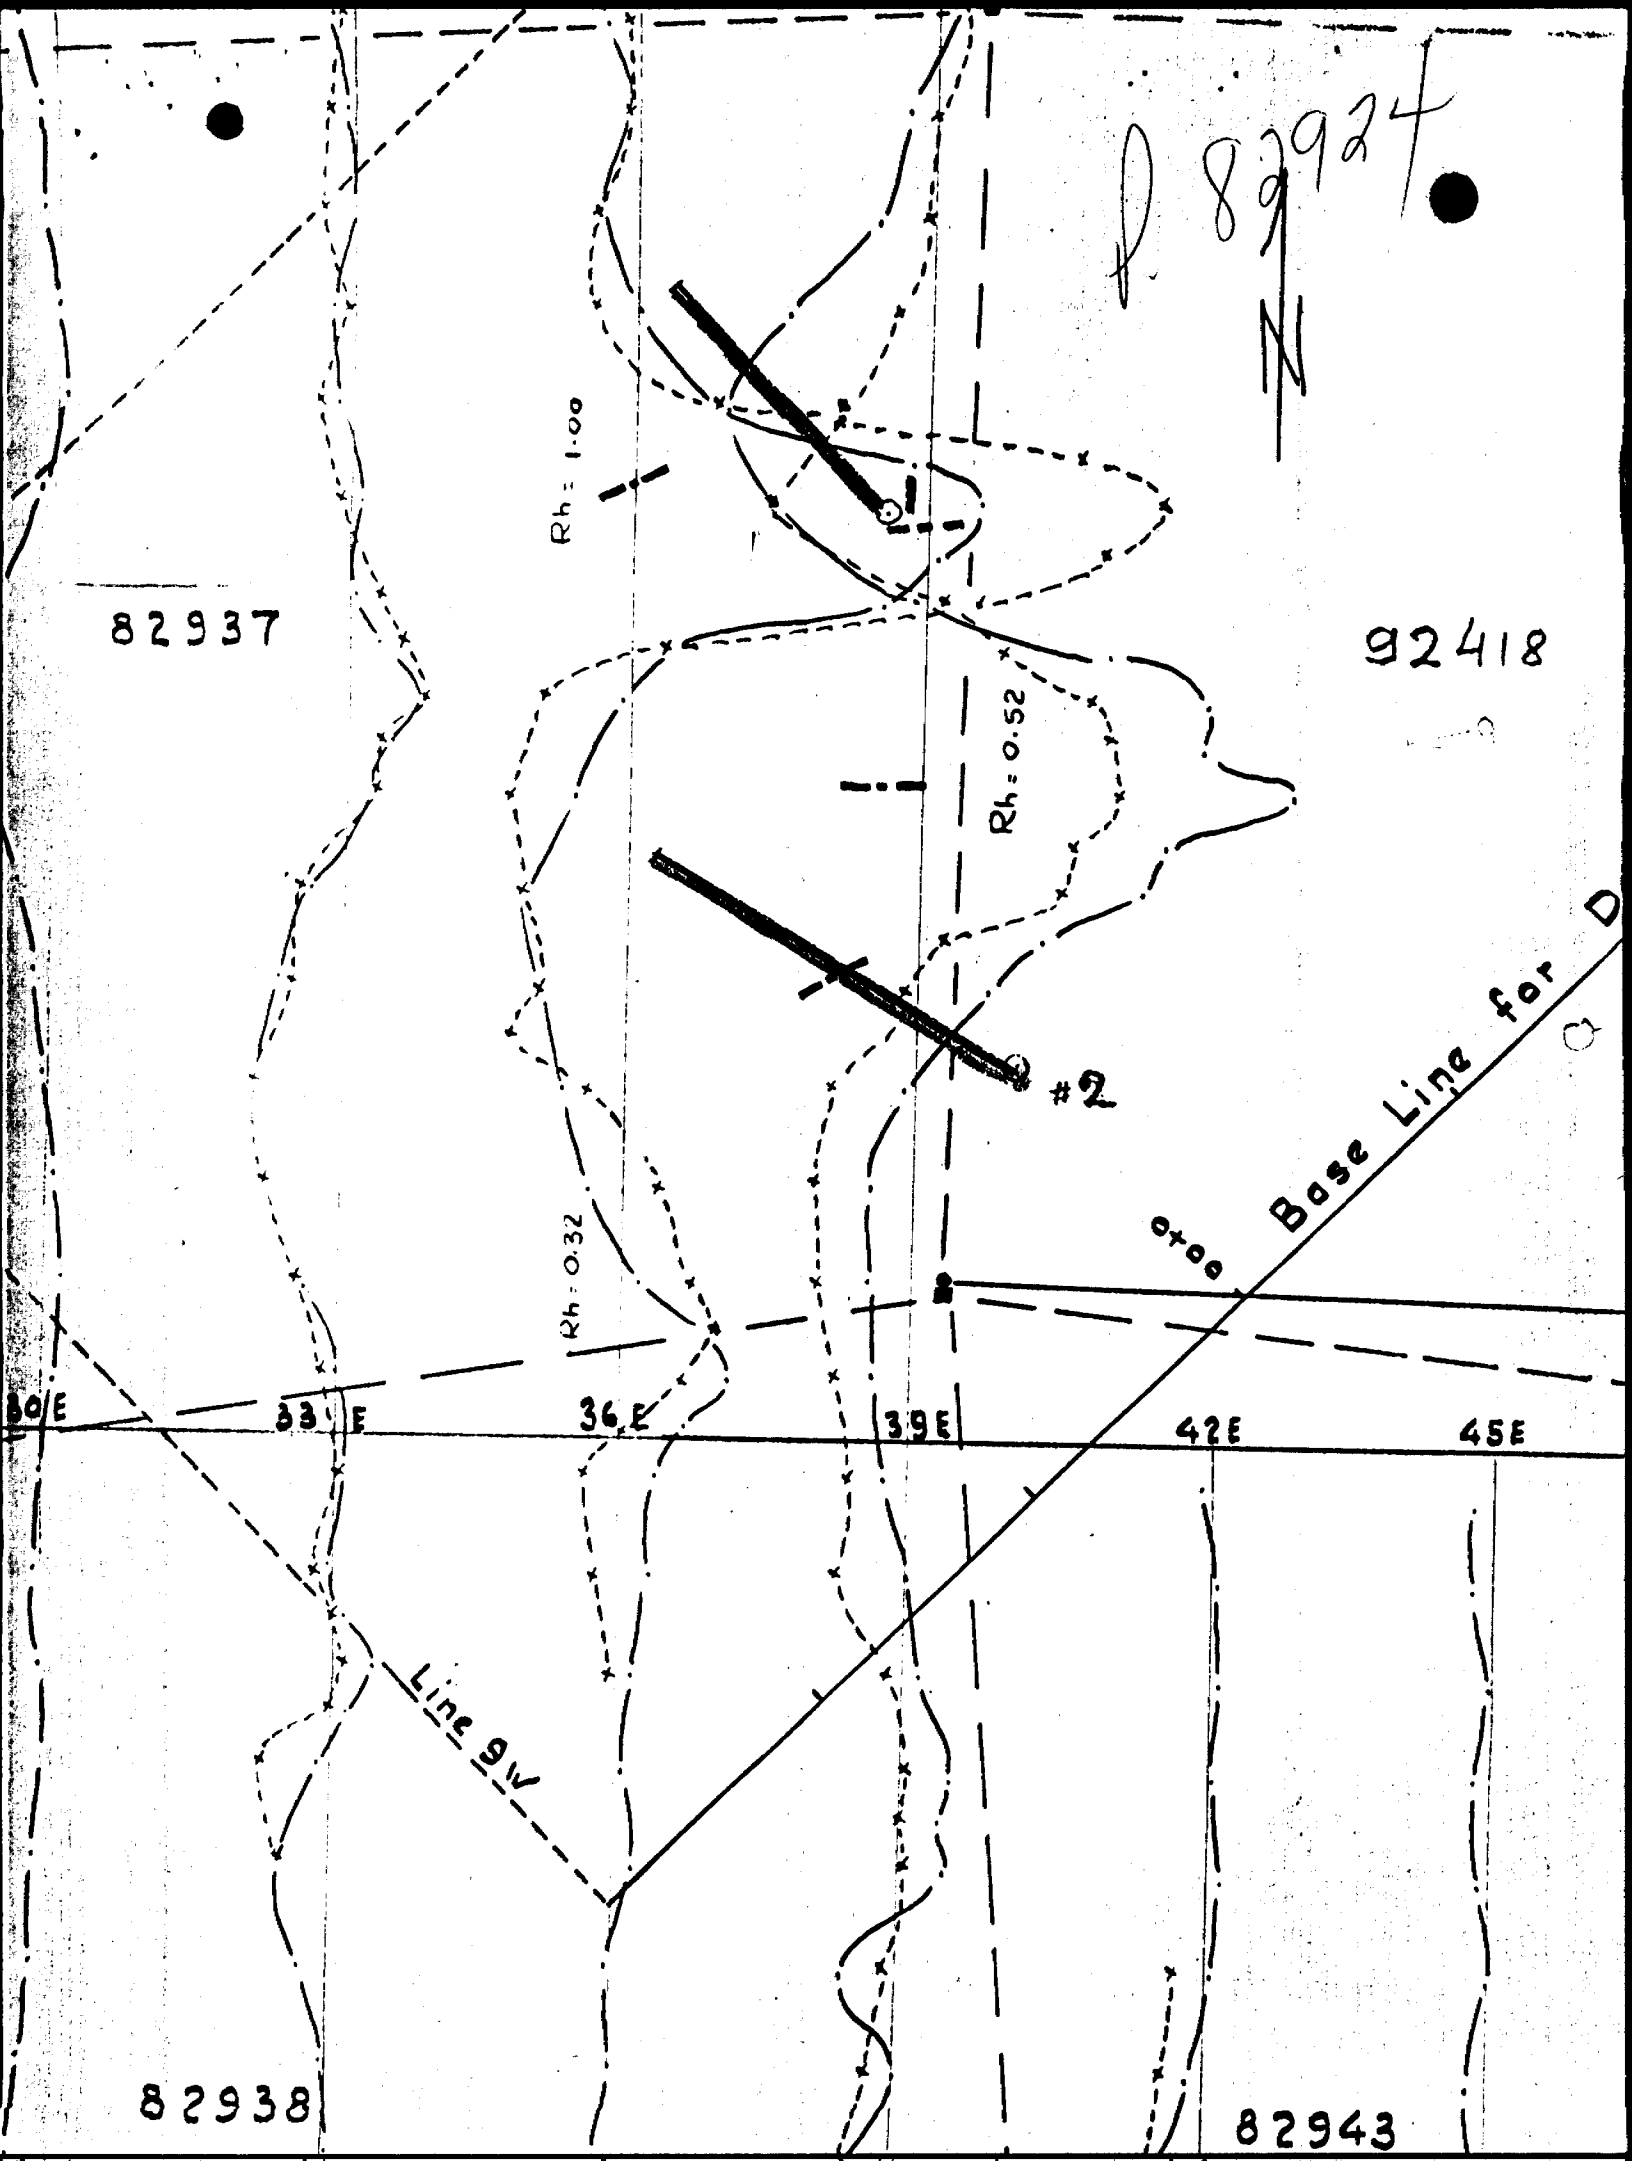 P. 82924
N
Rh = 1.00
1
82937
92418
Rh = 0.52
#2
Base Line for D
0+00
Rh = 0.32
30E 33 E 36 E 39E 42E 45E
Line 9W
82938
82943